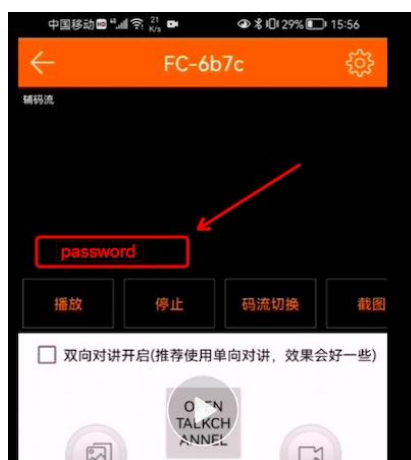 中国移动 HD 4G 21 K/s 29% 15:56
FC-6b7c
辅码流
password
播放 停止 码流切换 截图
双向对讲开启(推荐使用单向对讲，效果会好一些)
OPEN
TALKCH
ANNEL